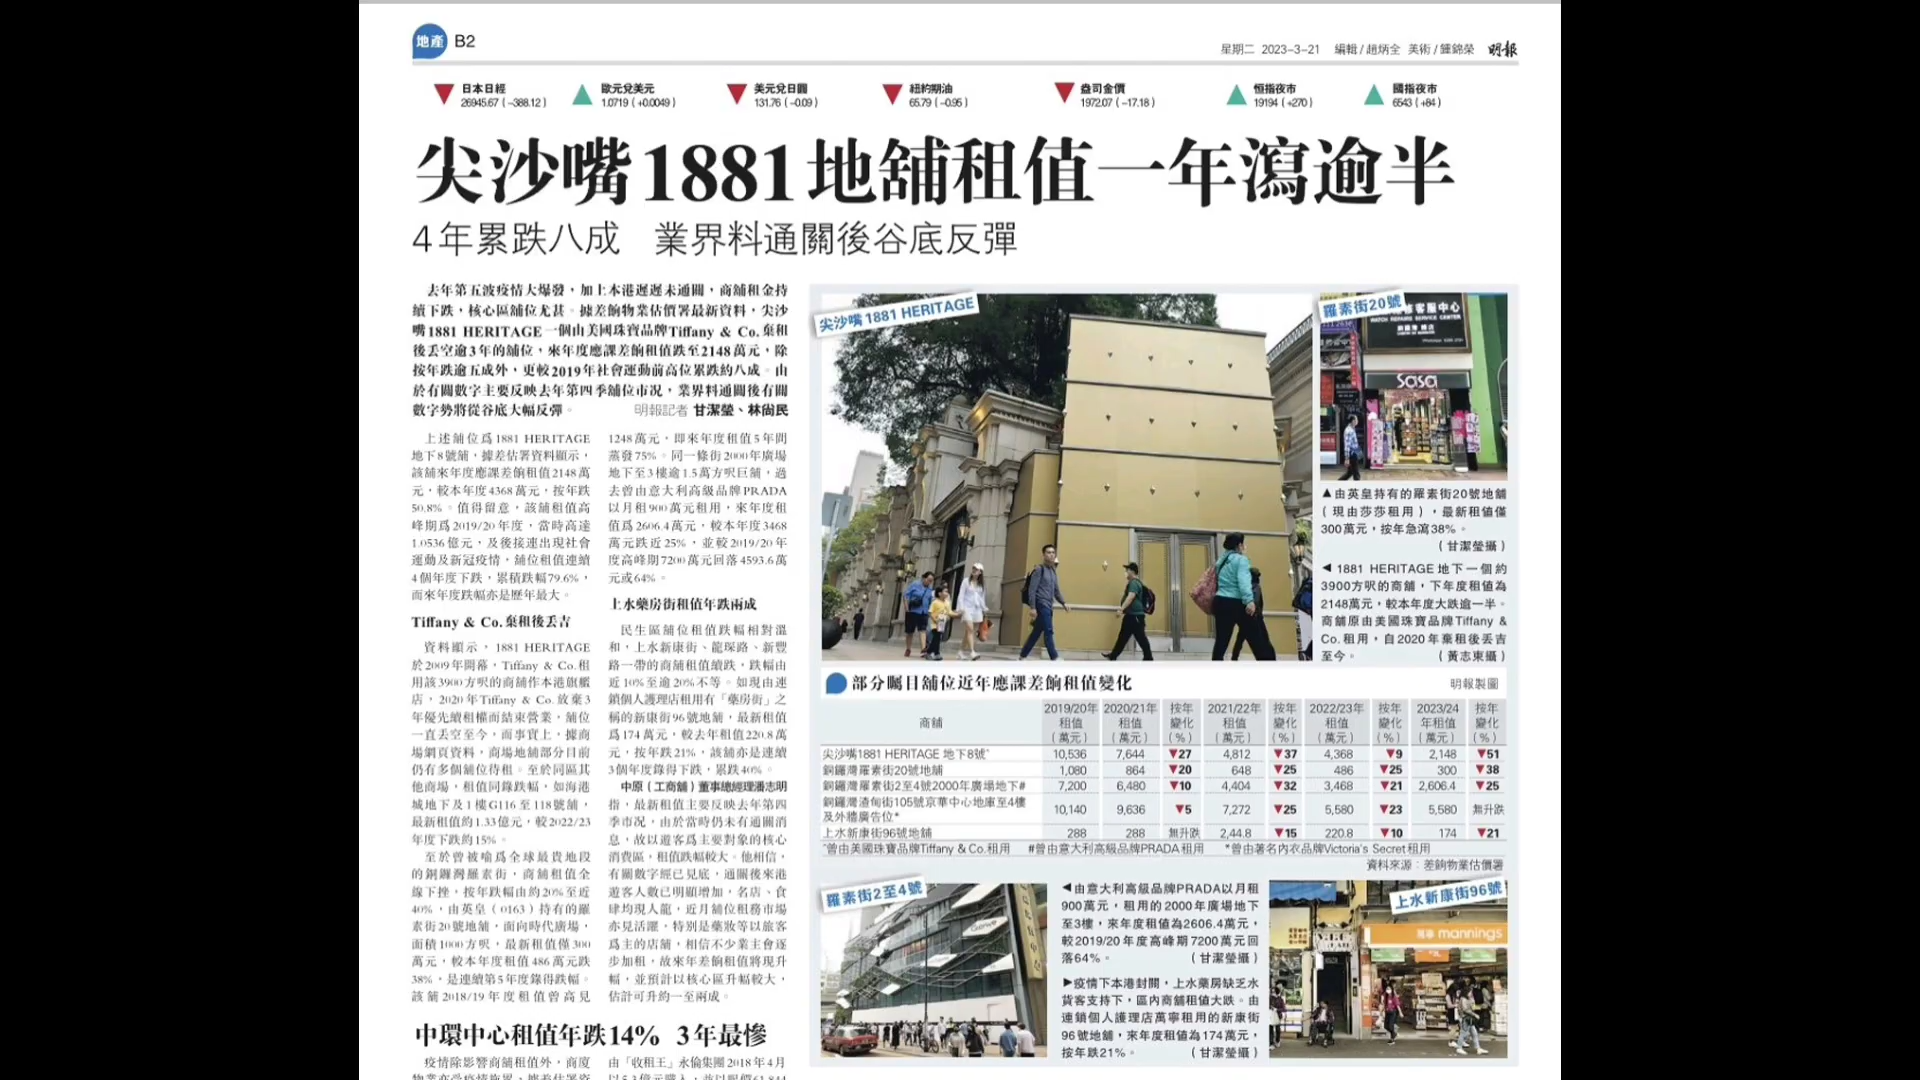 地產 B2
星期二 2023-3-21 編輯/趙炳全 美術/鍾錦榮 明報
日本日經
26945.67 (-388.12)
歐元兌美元
1.0719 (+0.0049)
美元兌日圓
131.76 (-0.09)
紐約期油
65.79 (-0.95)
盎司金價
1972.07 (-17.18)
恒指夜市
19194 (+270)
國指夜市
6543 (+84)
尖沙嘴1881地舖租值一年瀉逾半
4年累跌八成 業界料通關後谷底反彈
去年第五波疫情大爆發,加上本港遲遲未通關,商舖租金持
續下跌,核心區舖位尤甚。據差餉物業估價署最新資料,尖沙
嘴1881 HERITAGE一個由美國珠寶品牌Tiffany & Co.棄租
後丟空逾3年的舖位,來年度應課差餉租值跌至2148萬元,除
按年跌逾五成外,更較2019年社會運動前高位累跌約八成。由
於有關數字主要反映去年第四季舖位市況,業界料通關後有關
數字勢將從谷底大幅反彈。 明報記者 甘潔瑩、林尚民
上述舖位爲1881 HERITAGE
地下8號舖,據差估署資料顯示,
該舖來年度應課差餉租值2148萬
元,較本年度4368萬元,按年跌
50.8%。值得留意,該舖租值高
峰期爲2019/20年度,當時高達
1.0536億元,及後接連出現社會
運動及新冠疫情,舖位租值連續
4個年度下跌,累積跌幅79.6%,
而來年度跌幅亦是歷年最大。
Tiffany & Co.棄租後丟吉
資料顯示,1881 HERITAGE
於2009年開幕,Tiffany & Co.租
用該3900方呎的商舖作本港旗艦
店,2020年Tiffany & Co.放棄3
年優先續租權而結束營業,舖位
一直丟空至今,而事實上,據商
場網頁資料,商場地舖部分目前
仍有多個舖位待租。至於同區其
他商場,租值同錄跌幅,如海港
城地下及1樓G116至118號舖,
最新租值約1.33億元,較2022/23
年度下跌約15%。
至於曾被喻爲全球最貴地段
的銅鑼灣羅素街,商舖租值全
線下挫,按年跌幅由約20%至近
40%,由英皇(0163)持有的羅
素街20號地舖,面向時代廣場,
面積1000方呎,最新租值僅300
萬元,較本年度租值486萬元跌
38%,是連續第5年度錄得跌幅。
該舖2018/19年度租值曾高見
1248萬元,即來年度租值5年間
蒸發75%。同一條街2000年廣場
地下至3樓逾1.5萬方呎巨舖,過
去曾由意大利高級品牌PRADA
以月租900萬元租用,來年度租
值爲2606.4萬元,較本年度3468
萬元跌近25%,並較2019/20年
度高峰期7200萬元回落4593.6萬
元或64%。
上水藥房街租值年跌兩成
民生區舖位租值跌幅相對溫
和,上水新康街、龍琛路、新豐
路一帶的商舖租值續跌,跌幅由
近10%至逾20%不等。如現由連
鎖個人護理店租用有「藥房街」之
稱的新康街96號地舖,最新租值
爲174萬元,較去年租值220.8萬
元,按年跌21%,該舖亦是連續
3個年度錄得下跌,累跌40%。
中原(工商舖)董事總經理潘志明
指,最新租值主要反映去年第四
季市況,由於當時仍未有通關消
息,故以遊客爲主要對象的核心
消費區,租值跌幅較大。他相信,
有關數字經已見底,通關後來港
遊客人數已明顯增加,名店、食
肆均現人龍,近月舖位租務市場
亦見活躍,特別是藥妝等以旅客
爲主的店舖,相信不少業主會逐
步加租,故來年差餉租值將現升
幅,並預計以核心區升幅較大,
估計可升約一至兩成。
中環中心租值年跌14% 3年最慘
疫情除影響商舖租值外,商廈
由「收租王」永倫集團2018年4月
尖沙嘴1881 HERITAGE
羅素街20號
修客服中心
WATCH REPAIRS SERVICE CENTER
sasa
▲由英皇持有的羅素街20號地舖
(現由莎莎租用),最新租值僅
300萬元,按年急瀉38%。
(甘潔瑩攝)
◀1881 HERITAGE地下一個約
3900方呎的商舖,下年度租值為
2148萬元,較本年度大跌逾一半。
商舖原由美國珠寶品牌Tiffany &
Co.租用,自2020年棄租後丟吉
至今。 (黃志東攝)
部分矚目舖位近年應課差餉租值變化 明報製圖
商舖 2019/20年租值(萬元) 2020/21年租值(萬元) 按年變化(%) 2021/22年租值(萬元) 按年變化(%) 2022/23年租值(萬元) 按年變化(%) 2023/24年租值(萬元) 按年變化(%)
尖沙嘴1881 HERITAGE 地下8號^ 10,536 7,644 ▼27 4,812 ▼37 4,368 ▼9 2,148 ▼51
銅鑼灣羅素街20號地舖 1,080 864 ▼20 648 ▼25 486 ▼25 300 ▼38
銅鑼灣羅素街2至4號2000年廣場地下# 7,200 6,480 ▼10 4,404 ▼32 3,468 ▼21 2,606.4 ▼25
銅鑼灣渣甸街105號京華中心地庫至4樓
及外牆廣告位* 10,140 9,636 ▼5 7,272 ▼25 5,580 ▼23 5,580 無升跌
上水新康街96號地舖 288 288 無升跌 2,44.8 ▼15 220.8 ▼10 174 ▼21
^曾由美國珠寶品牌Tiffany & Co.租用 #曾由意大利高級品牌PRADA租用 *曾由著名內衣品牌Victoria's Secret租用
資料來源:差餉物業估價署
羅素街2至4號
◀由意大利高級品牌PRADA以月租
900萬元,租用的2000年廣場地下
至3樓,來年度租值為2606.4萬元,
較2019/20年度高峰期7200萬元回
落64%。 (甘潔瑩攝)
▶疫情下本港封關,上水藥房缺乏水
貨客支持下,區內商舖租值大跌。由
連鎖個人護理店萬寧租用的新康街
96號地舖,來年度租值為174萬元,
按年跌21%。 (甘潔瑩攝)
上水新康街96號
萬寧 mannings